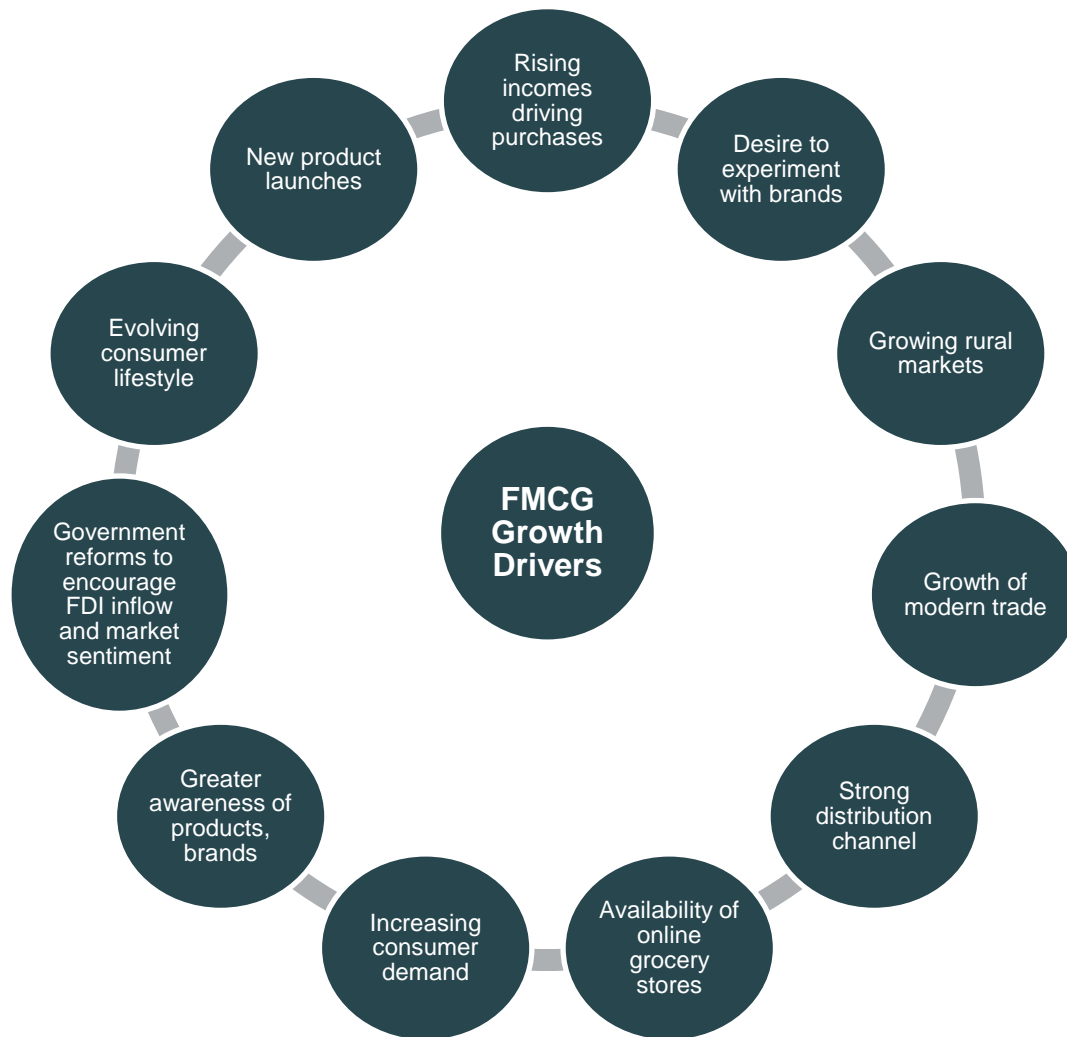 Rising
incomes
driving
purchases
Desire to
experiment
with brands
Growing rural
markets
Growth of
modern trade
Strong
distribution
channel
Availability of
online
grocery
stores
Increasing
consumer
demand
Greater
awareness of
products,
brands
Government
reforms to
encourage
FDI inflow
and market
sentiment
Evolving
consumer
lifestyle
New product
launches
FMCG
Growth
Drivers